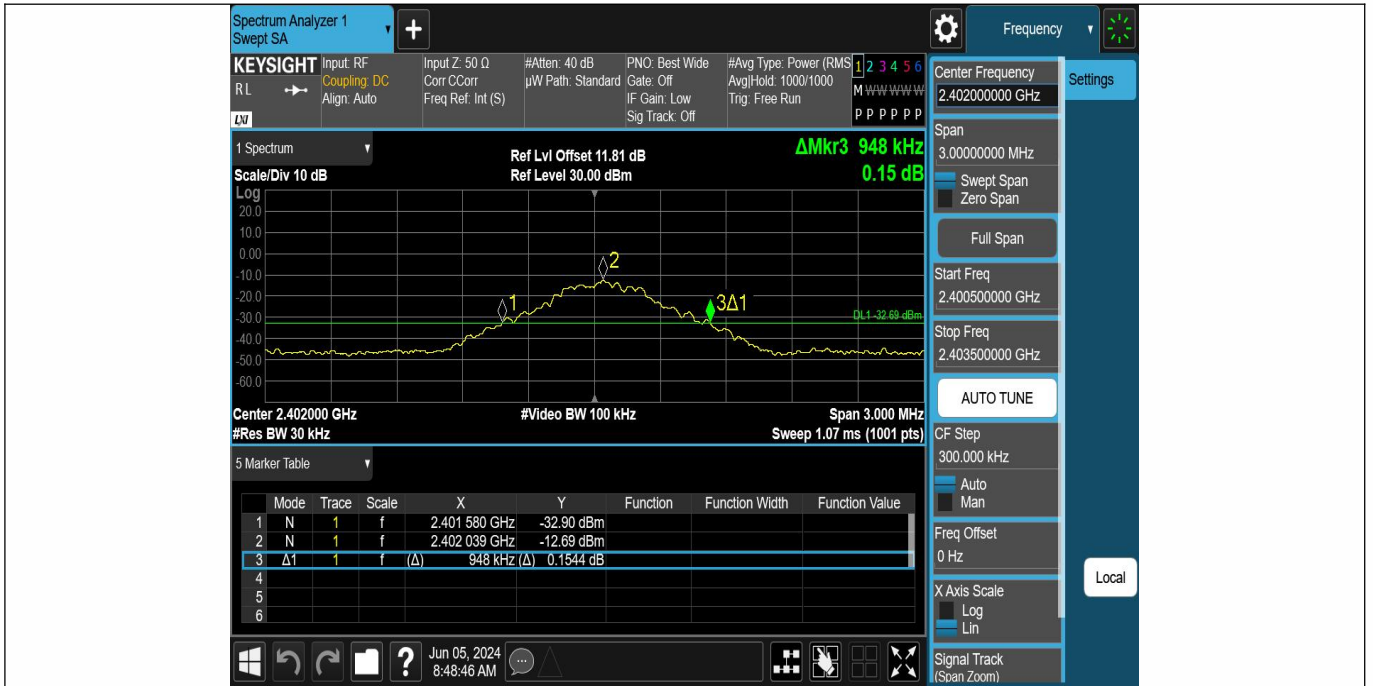 Spectrum Analyzer 1
Swept SA
+
Frequency
KEYSIGHT
RL
LXI
Input: RF
Coupling: DC
Align: Auto
Input Z: 50 Ω
Corr CCorr
Freq Ref: Int (S)
#Atten: 40 dB
µW Path: Standard
PNO: Best Wide
Gate: Off
IF Gain: Low
Sig Track: Off
#Avg Type: Power (RMS
Avg|Hold: 1000/1000
Trig: Free Run
1 2 3 4 5 6
M W W W W W
P P P P P P
1 Spectrum
Scale/Div 10 dB
Ref Lvl Offset 11.81 dB
Ref Level 30.00 dBm
ΔMkr3 948 kHz
0.15 dB
Log
20.0
10.0
0.00
-10.0
-20.0
-30.0
-40.0
-50.0
-60.0
1
2
3Δ1
DL1 -32.69 dBm
Center 2.402000 GHz
#Video BW 100 kHz
Span 3.000 MHz
#Res BW 30 kHz
Sweep 1.07 ms (1001 pts)
5 Marker Table
Mode Trace Scale X Y Function Function Width Function Value
1 N 1 f 2.401 580 GHz -32.90 dBm
2 N 1 f 2.402 039 GHz -12.69 dBm
3 Δ1 1 f (Δ) 948 kHz (Δ) 0.1544 dB
4
5
6
?
Jun 05, 2024
8:48:46 AM
Center Frequency
2.402000000 GHz
Settings
Span
3.00000000 MHz
Swept Span
Zero Span
Full Span
Start Freq
2.400500000 GHz
Stop Freq
2.403500000 GHz
AUTO TUNE
CF Step
300.000 kHz
Auto
Man
Freq Offset
0 Hz
X Axis Scale
Log
Lin
Signal Track
(Span Zoom)
Local